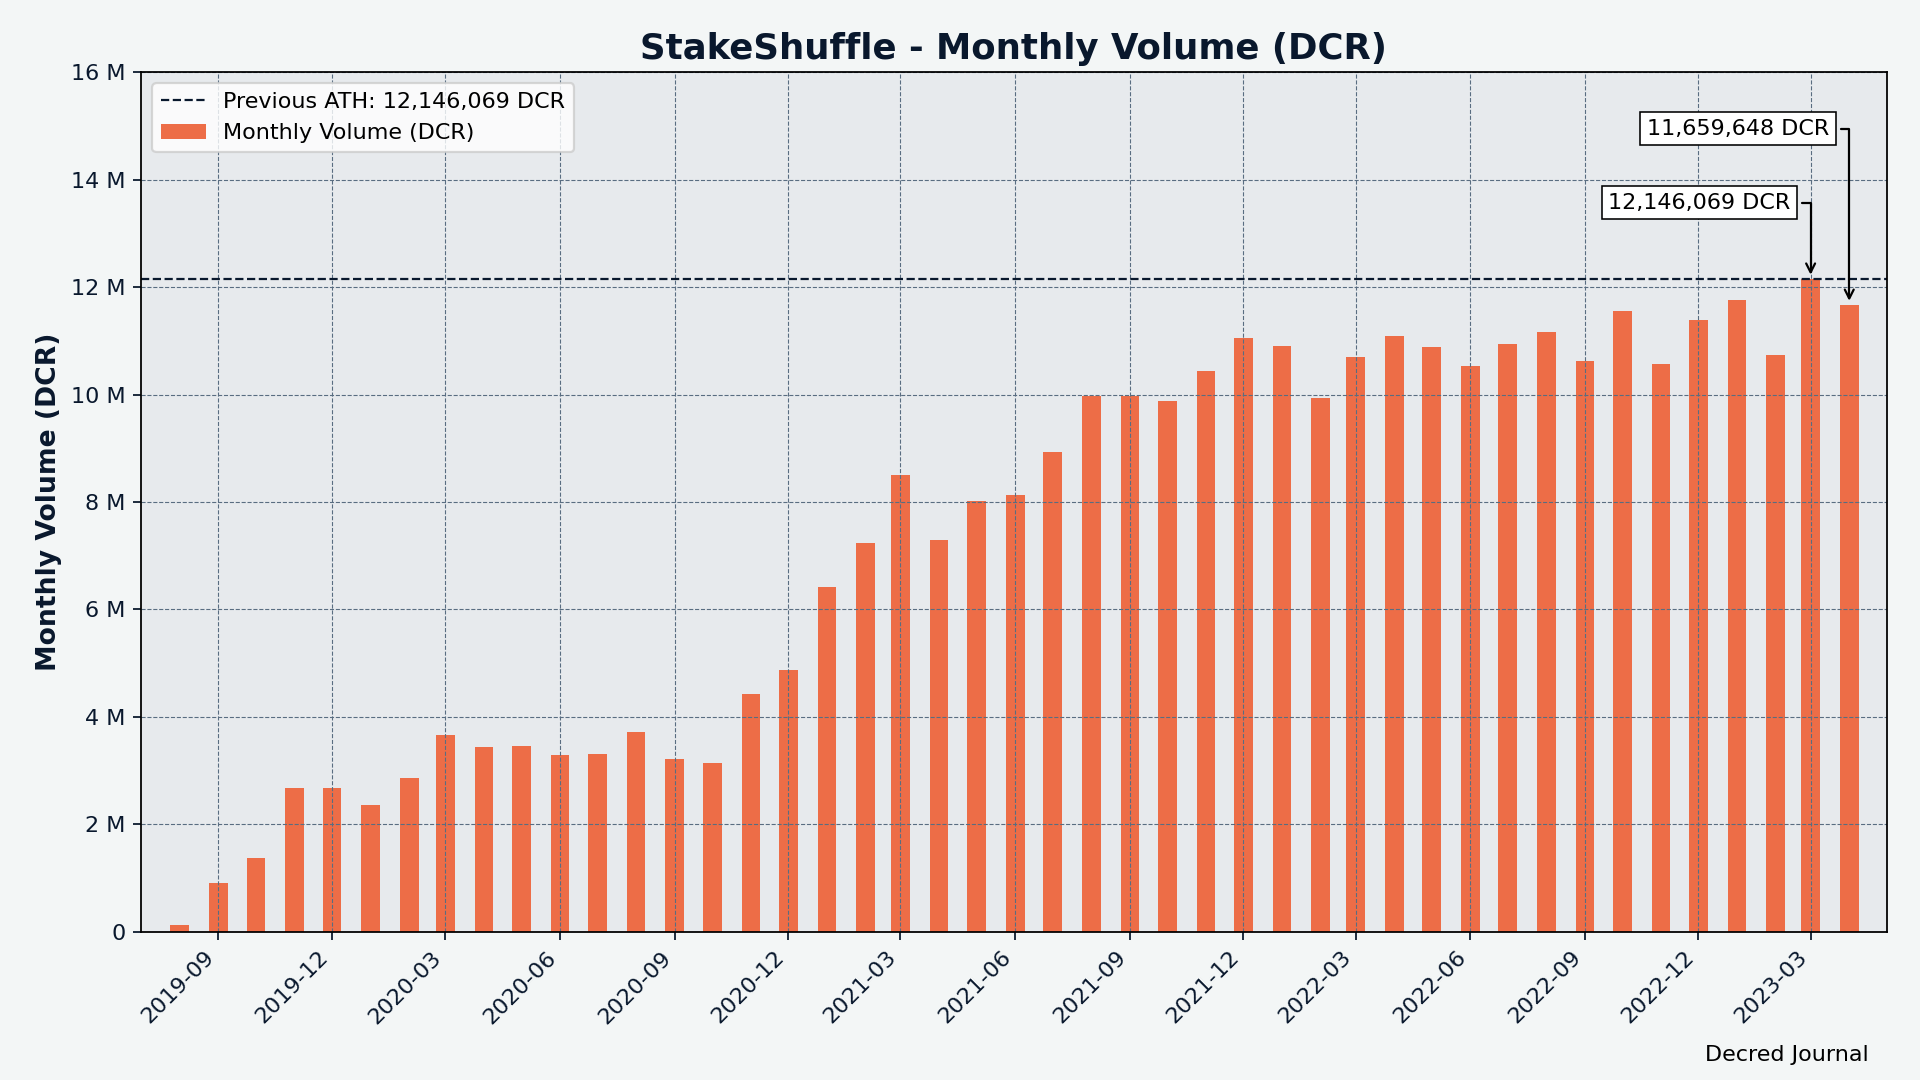 StakeShuffle - Monthly Volume (DCR)
Previous ATH: 12,146,069 DCR
Monthly Volume (DCR)
11,659,648 DCR
12,146,069 DCR
Monthly Volume (DCR)
16 M
14 M
12 M
10 M
8 M
6 M
4 M
2 M
0
2019-09
2019-12
2020-03
2020-06
2020-09
2020-12
2021-03
2021-06
2021-09
2021-12
2022-03
2022-06
2022-09
2022-12
2023-03
Decred Journal